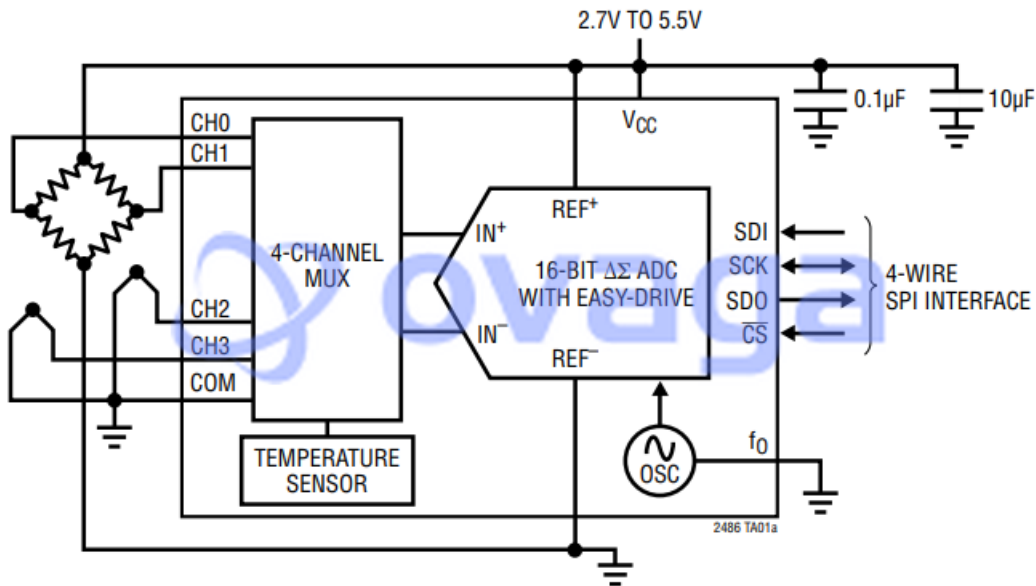 2.7V TO 5.5V
0.1µF
10µF
VCC
CH0
CH1
REF+
IN+
SDI
4-CHANNEL
MUX
16-BIT ΔΣ ADC
WITH EASY-DRIVE
SCK
4-WIRE
SPI INTERFACE
SDO
CH2
IN−
CS
CH3
REF−
COM
fO
TEMPERATURE
SENSOR
OSC
2486 TA01a
ovaga